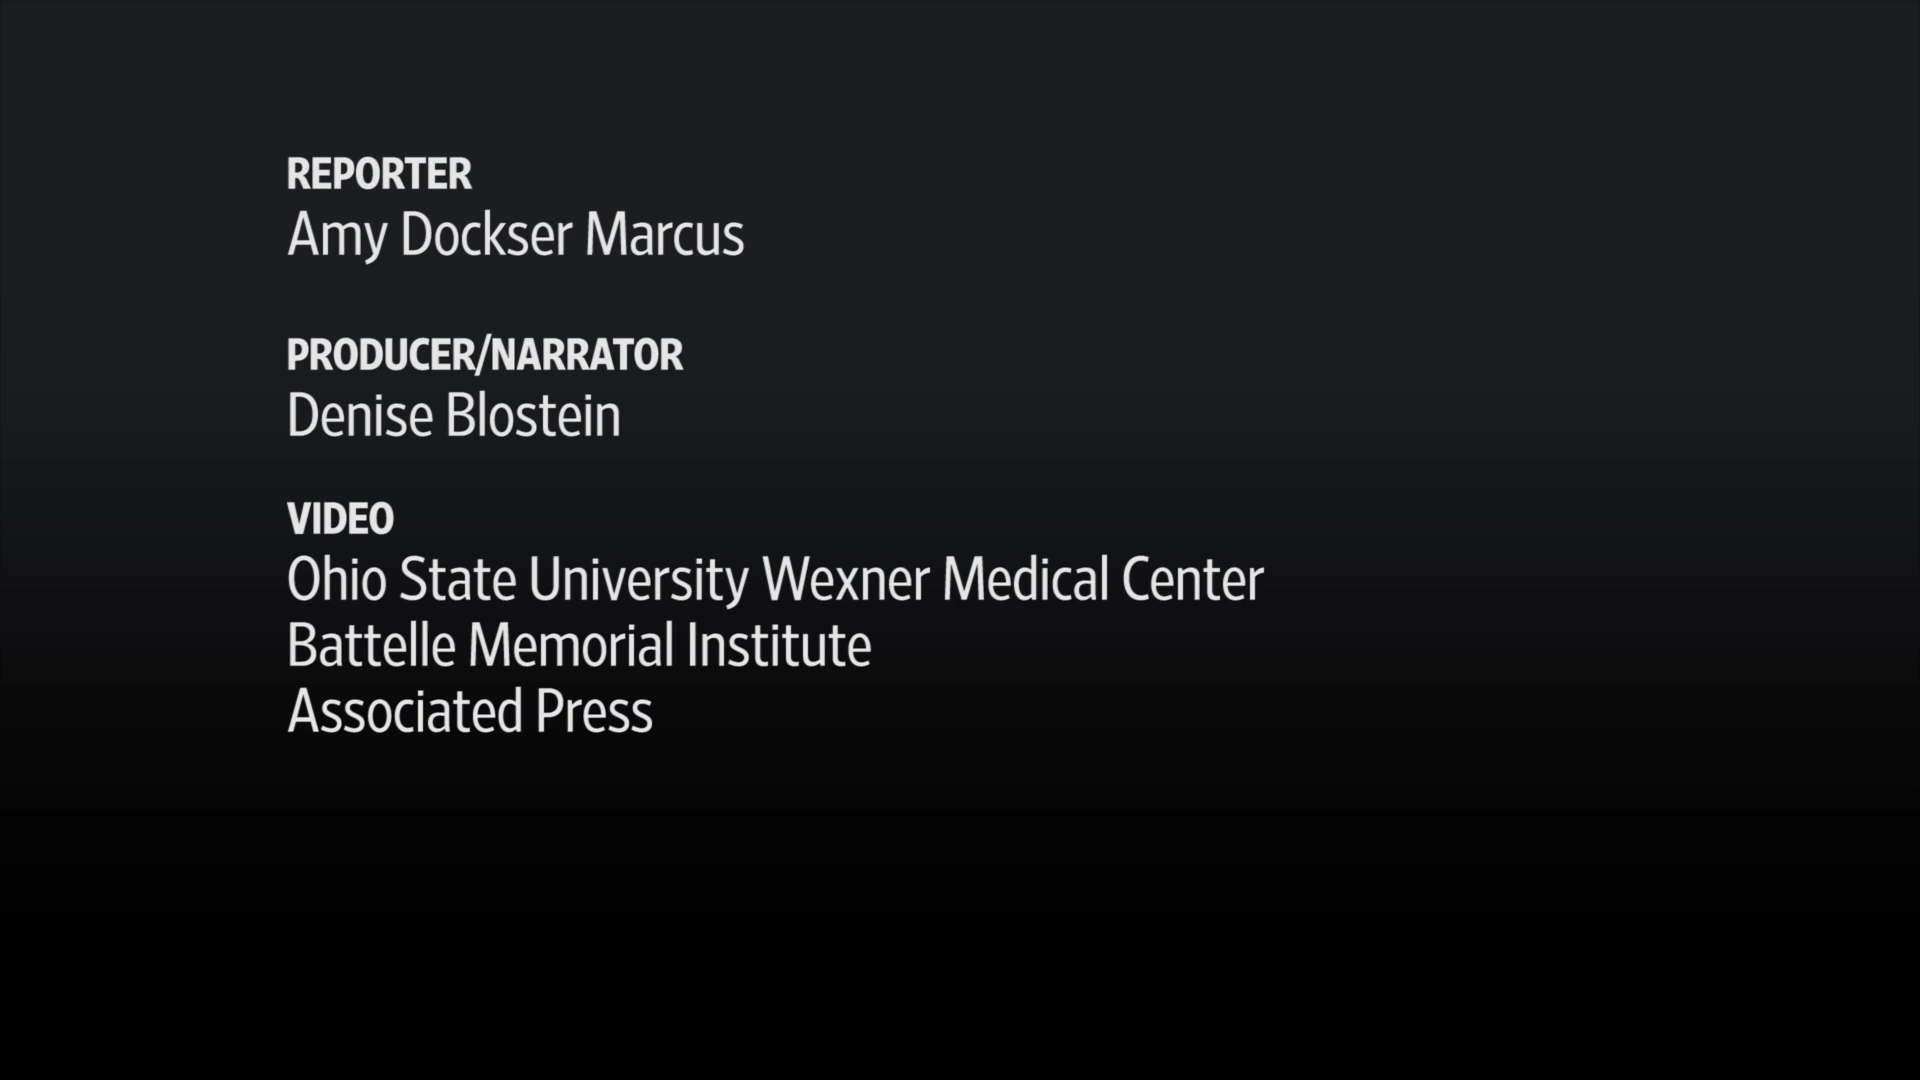 REPORTER
Amy Dockser Marcus
PRODUCER/NARRATOR
Denise Blostein
VIDEO
Ohio State University Wexner Medical Center
Battelle Memorial Institute
Associated Press